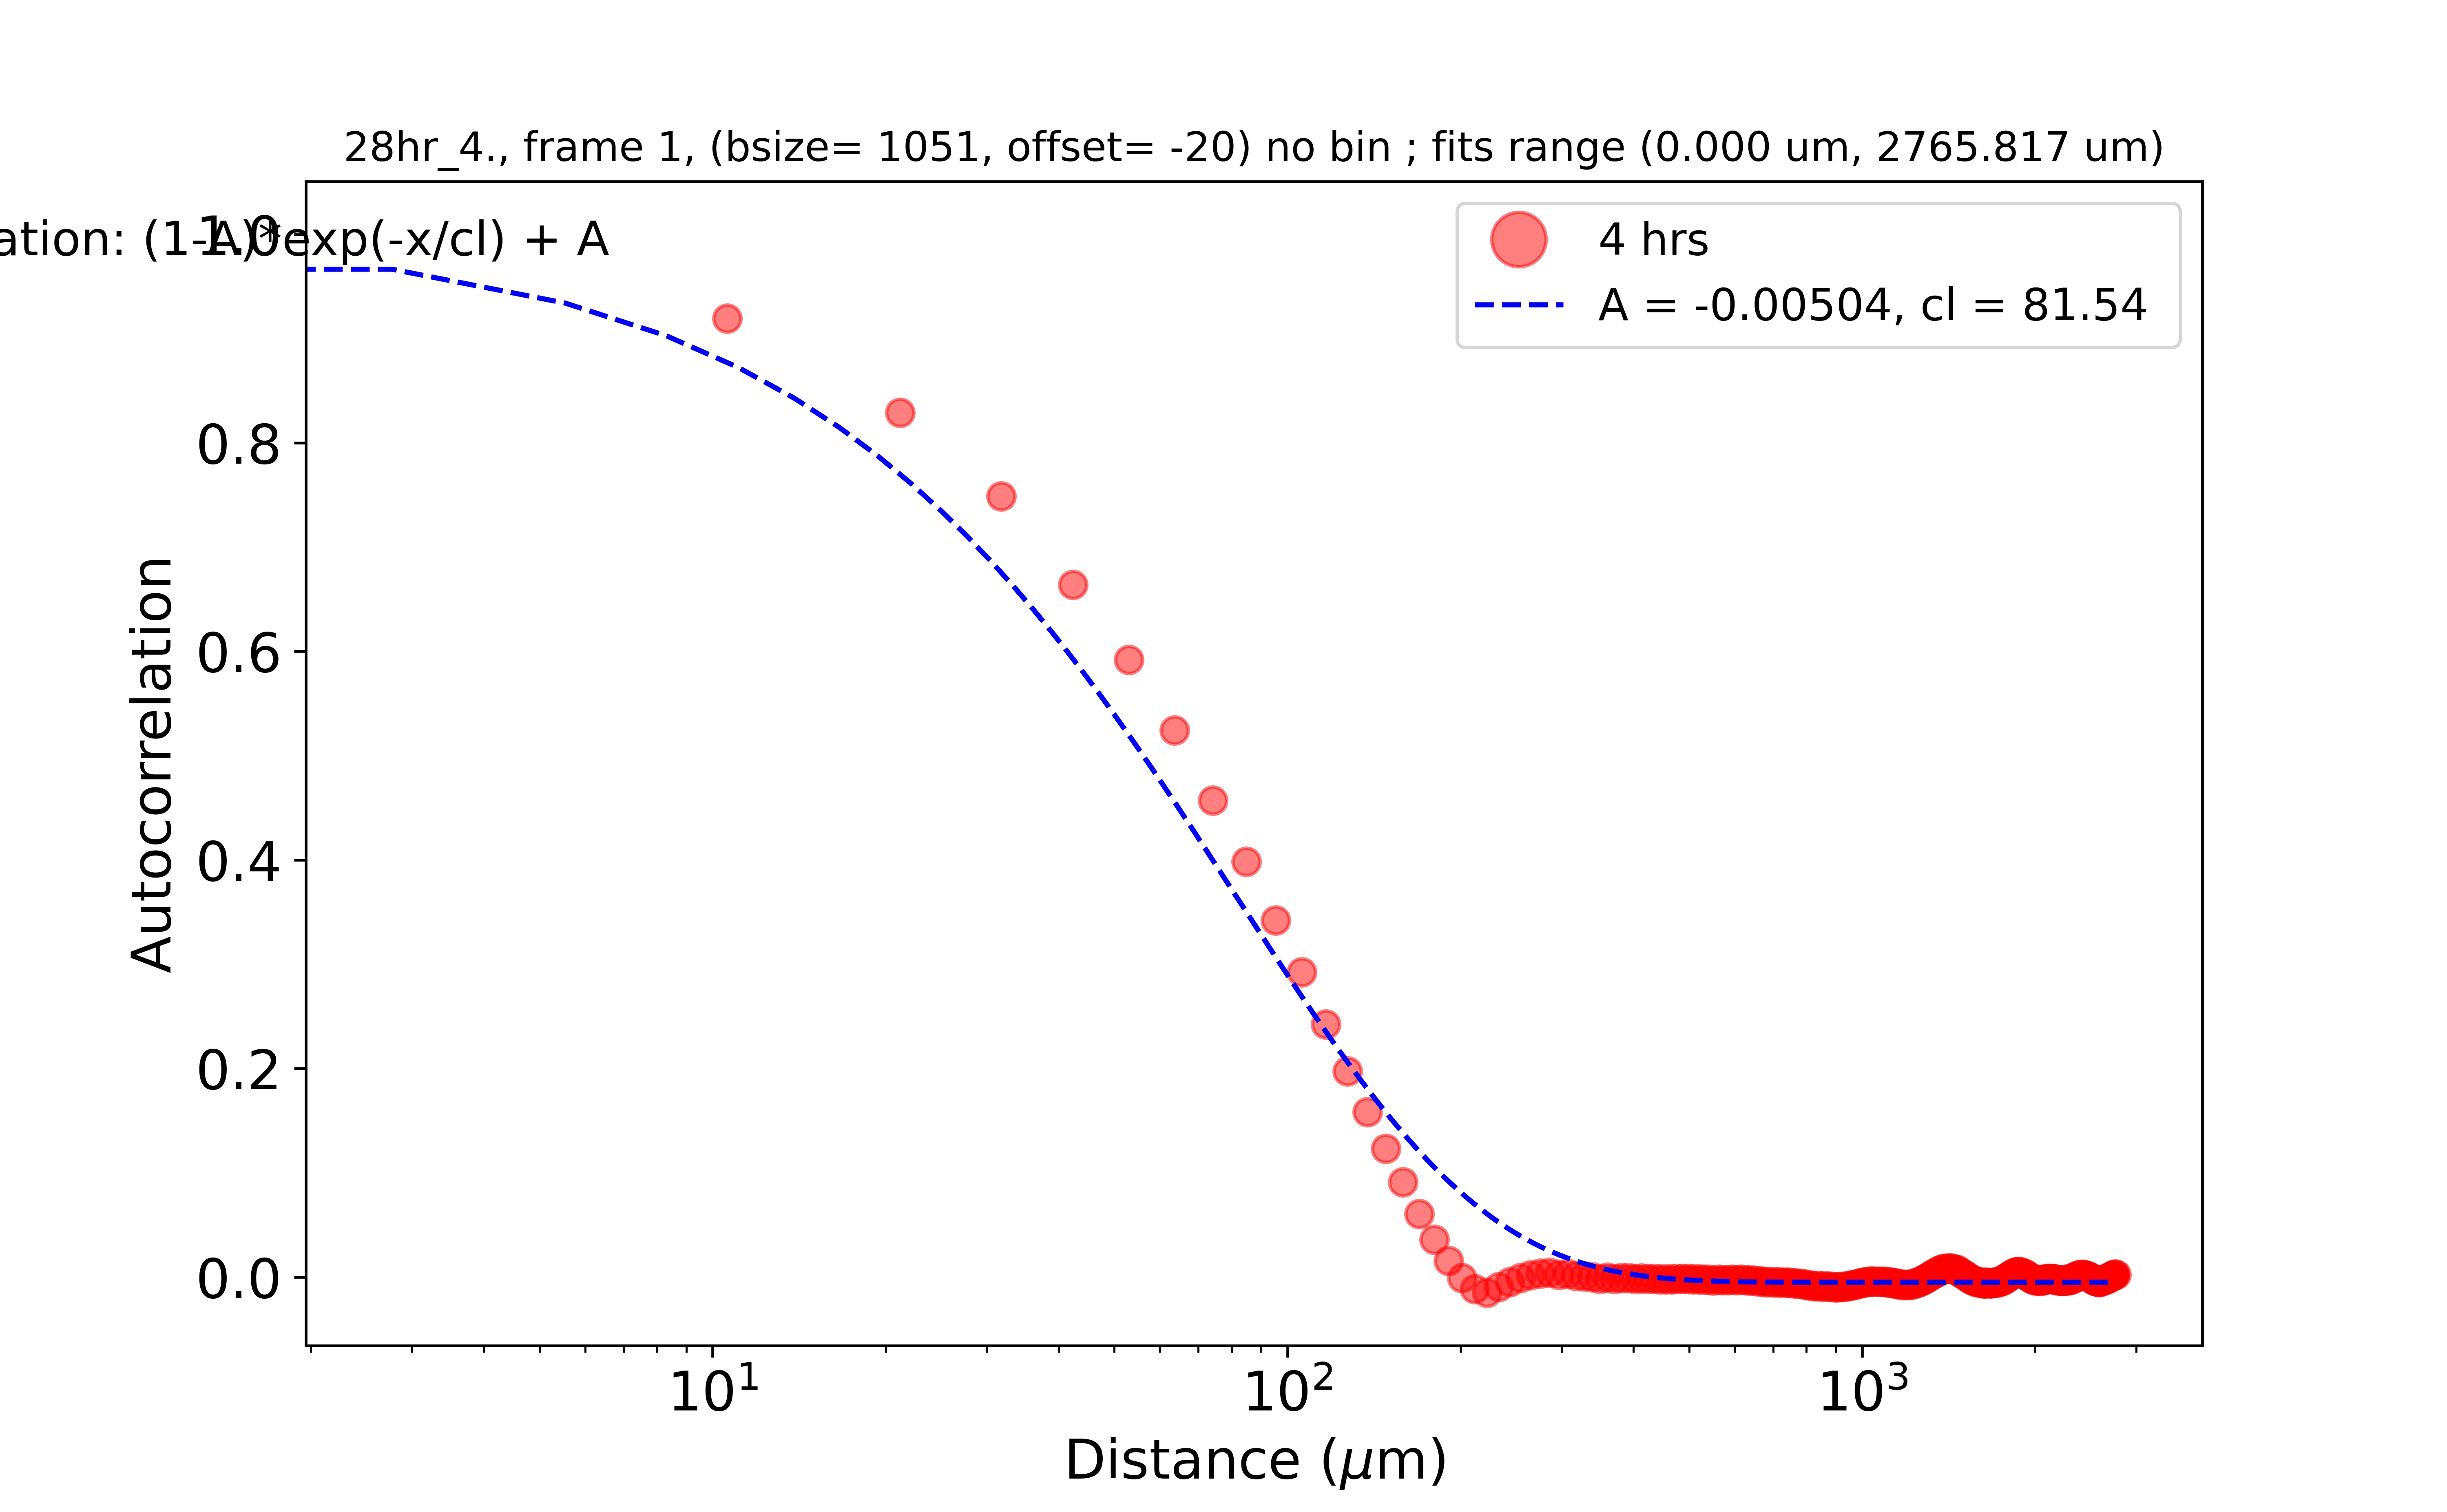 28hr_4., frame 1, (bsize= 1051, offset= -20) no bin ; fits range (0.000 um, 2765.817 um)
ation: (1-A)*exp(-x/cl) + A
4 hrs
A = -0.00504, cl = 81.54
1.0
0.8
0.6
0.4
0.2
0.0
Autocorrelation
10¹
10²
10³
Distance (μm)